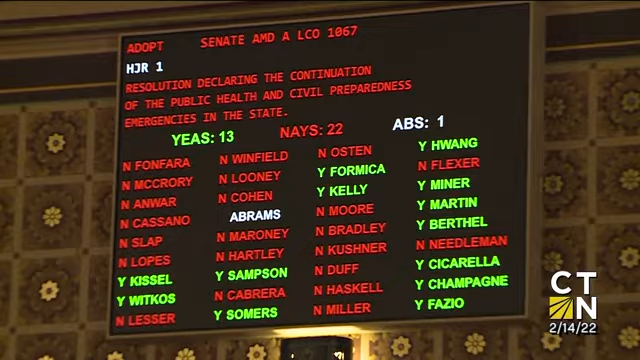 ADOPT SENATE AMD A LCO 1067
HJR 1
RESOLUTION DECLARING THE CONTINUATION
OF THE PUBLIC HEALTH AND CIVIL PREPAREDNESS
EMERGENCIES IN THE STATE.
YEAS: 13 NAYS: 22 ABS: 1
N FONFARA
N MCCRORY
N ANWAR
N CASSANO
N SLAP
N LOPES
Y KISSEL
Y WITKOS
N LESSER
N WINFIELD
N LOONEY
N COHEN
ABRAMS
N MARONEY
N HARTLEY
Y SAMPSON
N CABRERA
Y SOMERS
N OSTEN
Y FORMICA
Y KELLY
N MOORE
N BRADLEY
N KUSHNER
N DUFF
N HASKELL
N MILLER
Y HWANG
N FLEXER
Y MINER
Y MARTIN
Y BERTHEL
N NEEDLEMAN
Y CICARELLA
Y CHAMPAGNE
Y FAZIO
CT
N
2/14/22